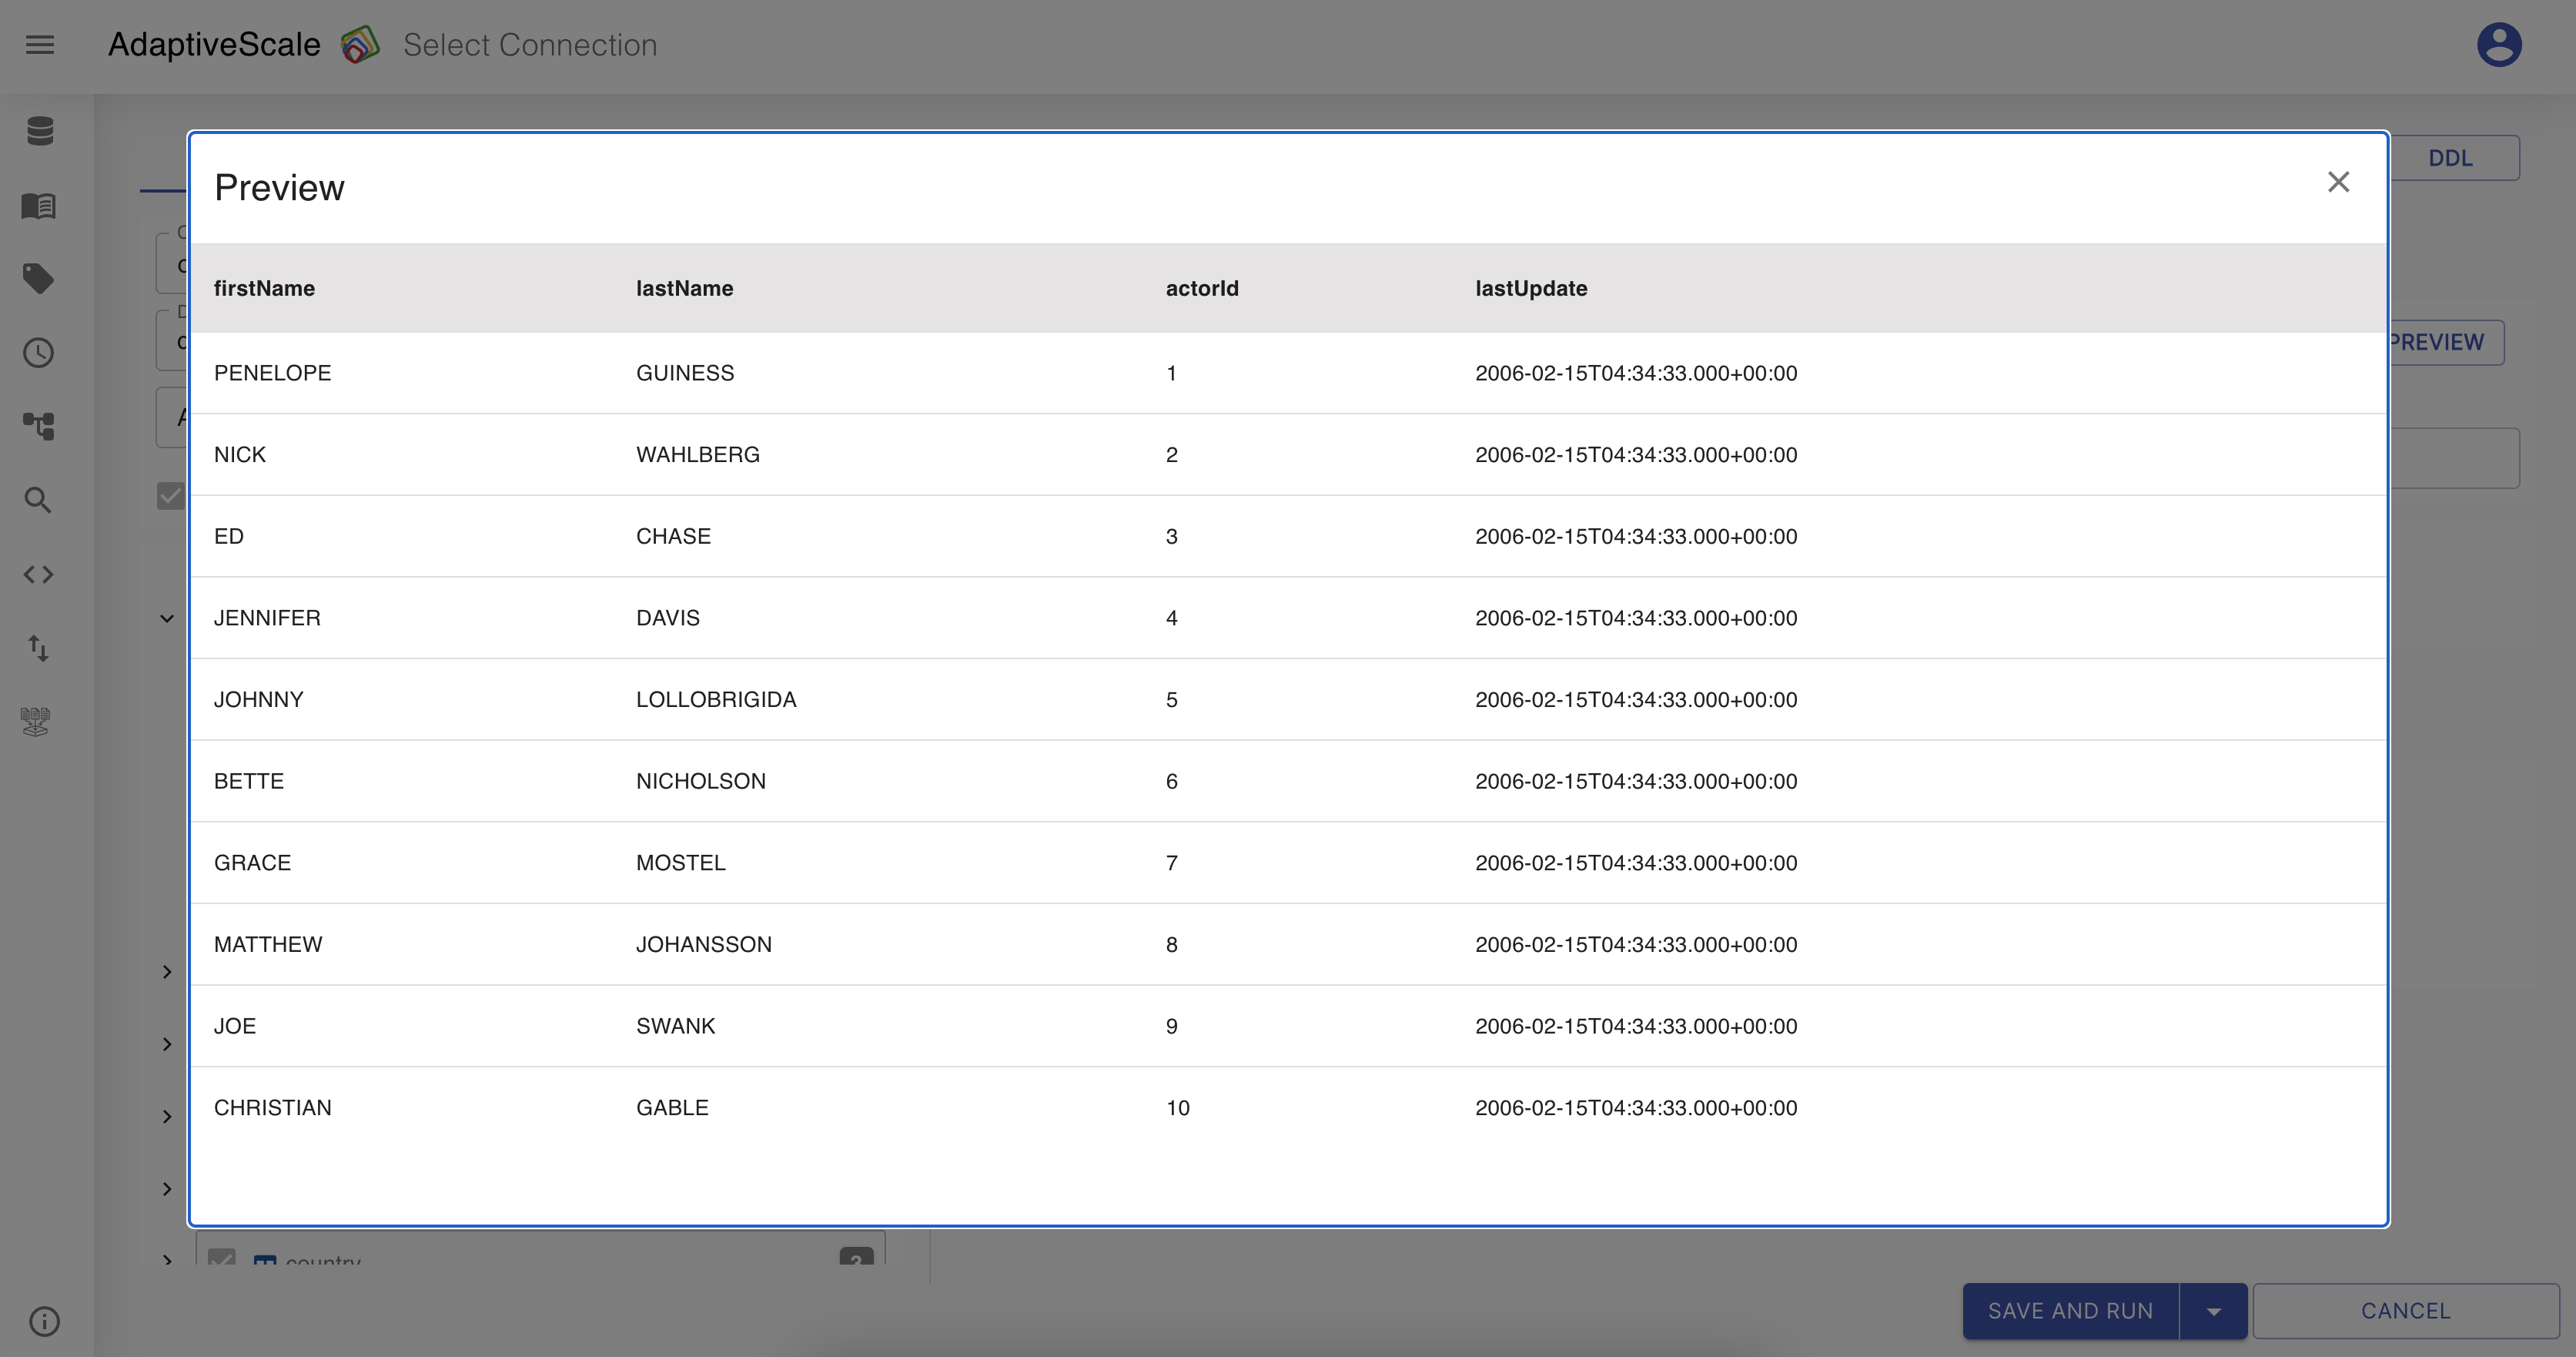 AdaptiveScale Select Connection
DDL
Preview
firstName lastName actorId lastUpdate
PENELOPE GUINESS 1 2006-02-15T04:34:33.000+00:00
PREVIEW
NICK WAHLBERG 2 2006-02-15T04:34:33.000+00:00
ED CHASE 3 2006-02-15T04:34:33.000+00:00
JENNIFER DAVIS 4 2006-02-15T04:34:33.000+00:00
JOHNNY LOLLOBRIGIDA 5 2006-02-15T04:34:33.000+00:00
BETTE NICHOLSON 6 2006-02-15T04:34:33.000+00:00
GRACE MOSTEL 7 2006-02-15T04:34:33.000+00:00
MATTHEW JOHANSSON 8 2006-02-15T04:34:33.000+00:00
JOE SWANK 9 2006-02-15T04:34:33.000+00:00
CHRISTIAN GABLE 10 2006-02-15T04:34:33.000+00:00
country
SAVE AND RUN CANCEL